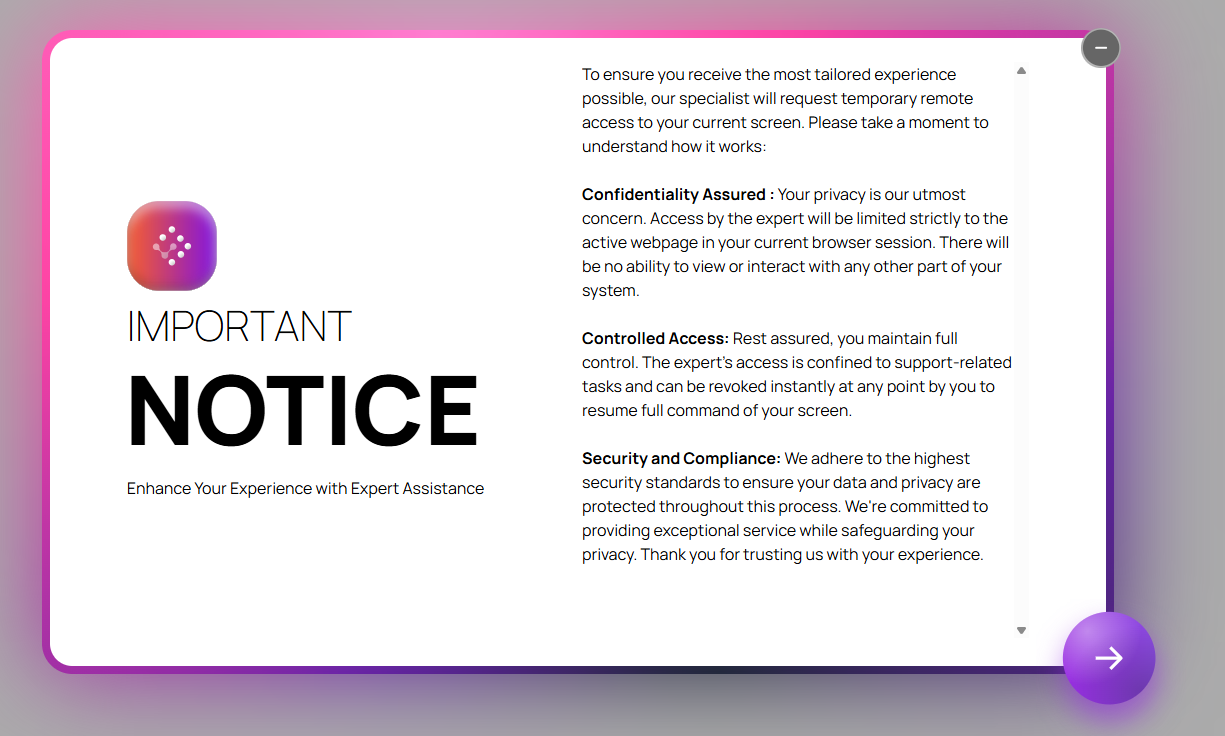 IMPORTANT
NOTICE
Enhance Your Experience with Expert Assistance
To ensure you receive the most tailored experience
possible, our specialist will request temporary remote
access to your current screen. Please take a moment to
understand how it works:
Confidentiality Assured : Your privacy is our utmost
concern. Access by the expert will be limited strictly to the
active webpage in your current browser session. There will
be no ability to view or interact with any other part of your
system.
Controlled Access: Rest assured, you maintain full
control. The expert's access is confined to support-related
tasks and can be revoked instantly at any point by you to
resume full command of your screen.
Security and Compliance: We adhere to the highest
security standards to ensure your data and privacy are
protected throughout this process. We're committed to
providing exceptional service while safeguarding your
privacy. Thank you for trusting us with your experience.